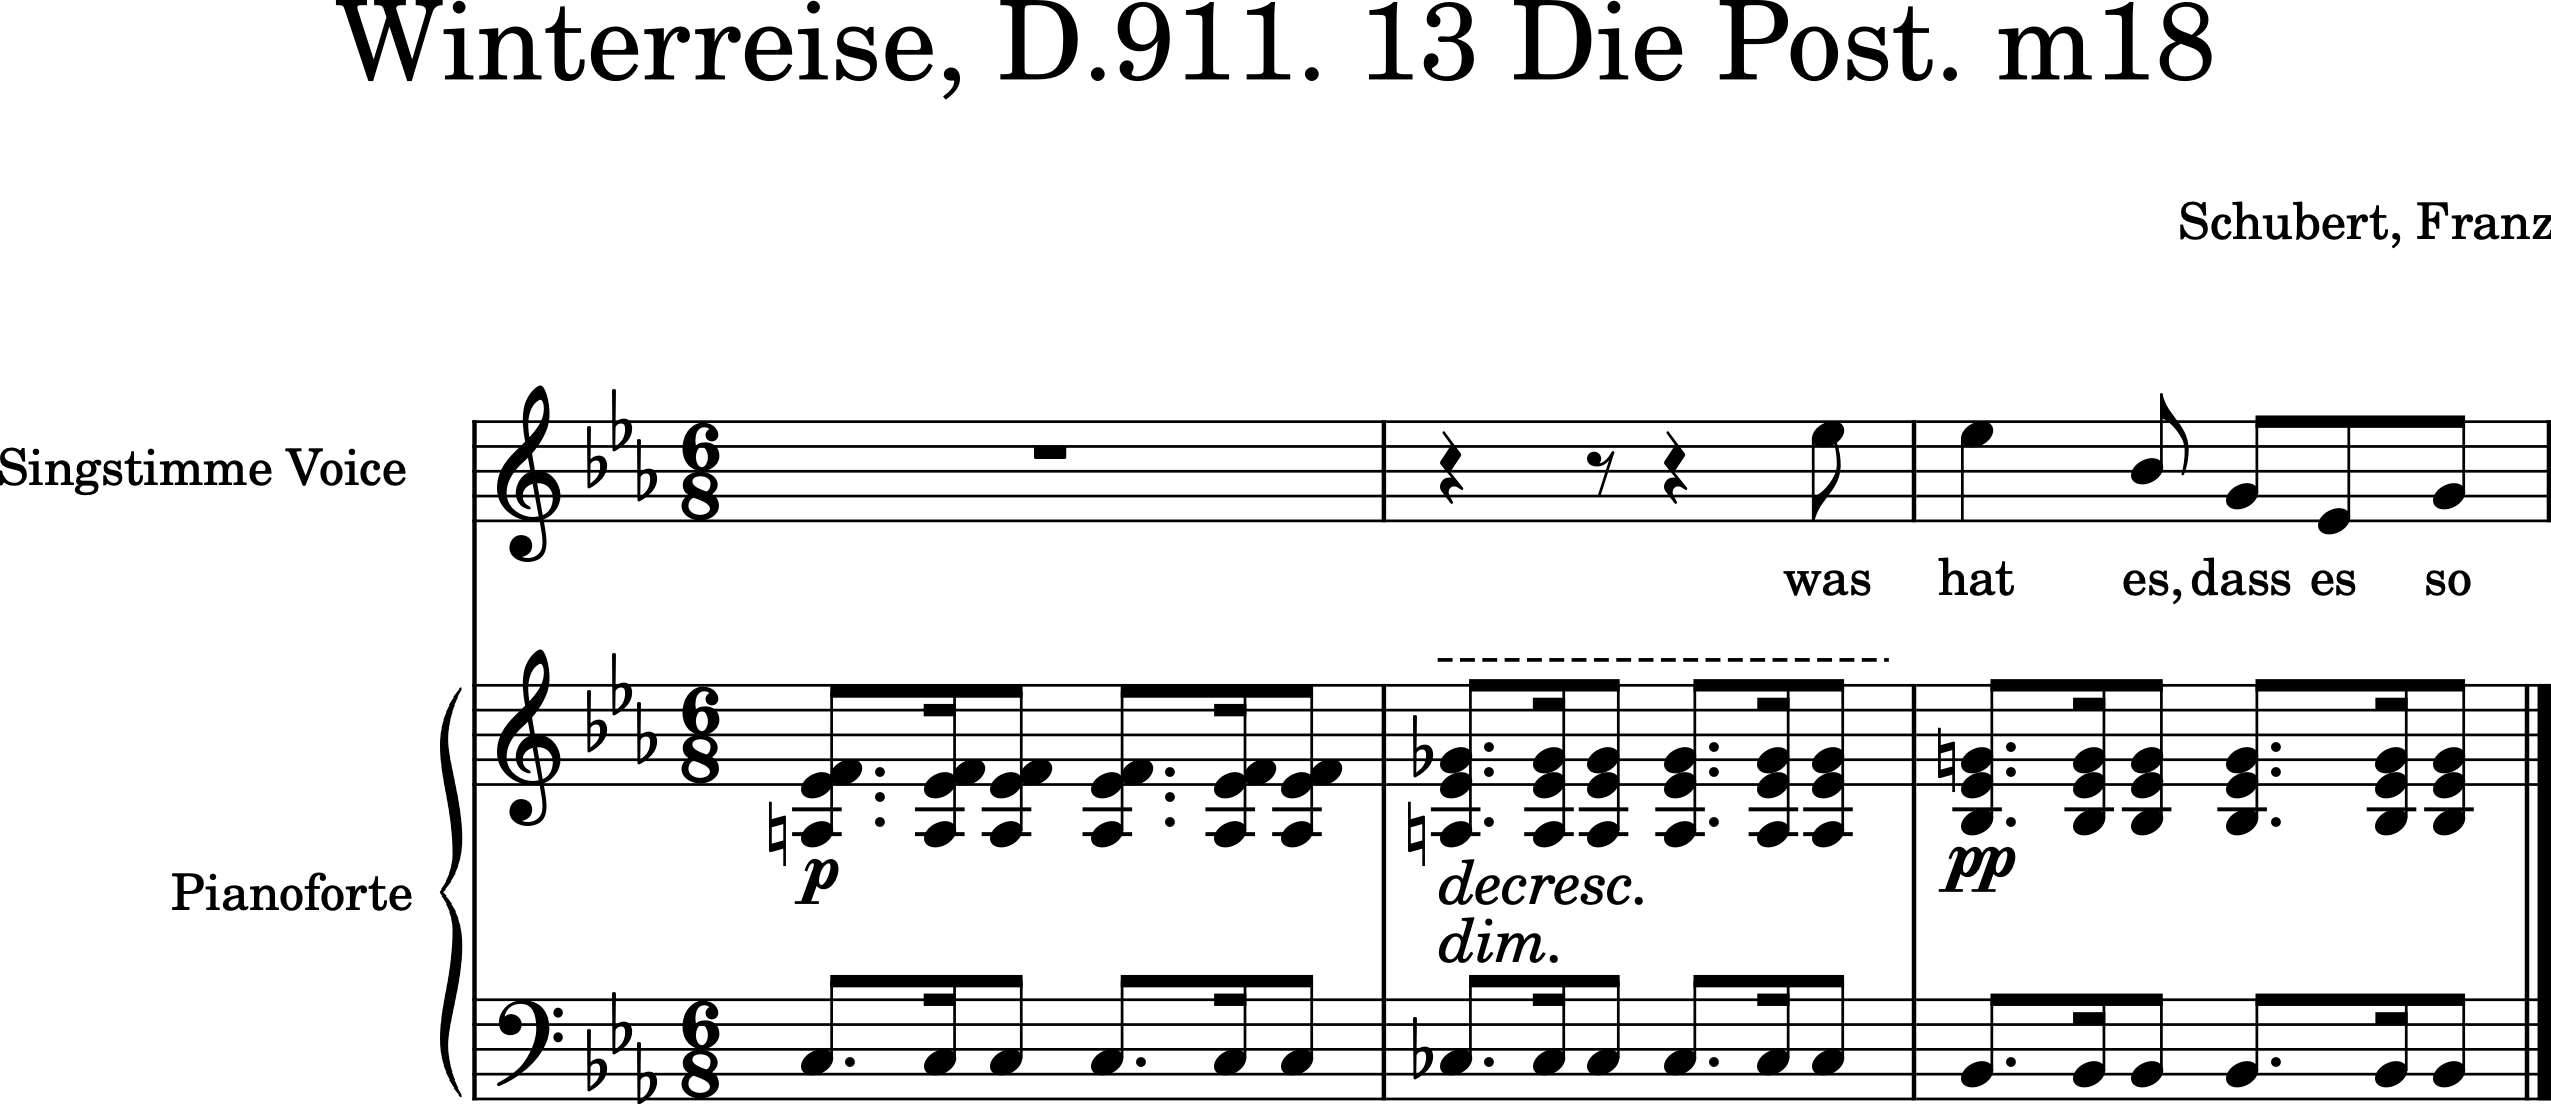 Winterreise, D.911. 13 Die Post. m18
Schubert, Franz
Singstimme Voice
was hat es, dass es so
Pianoforte
p
decresc.
pp
dim.